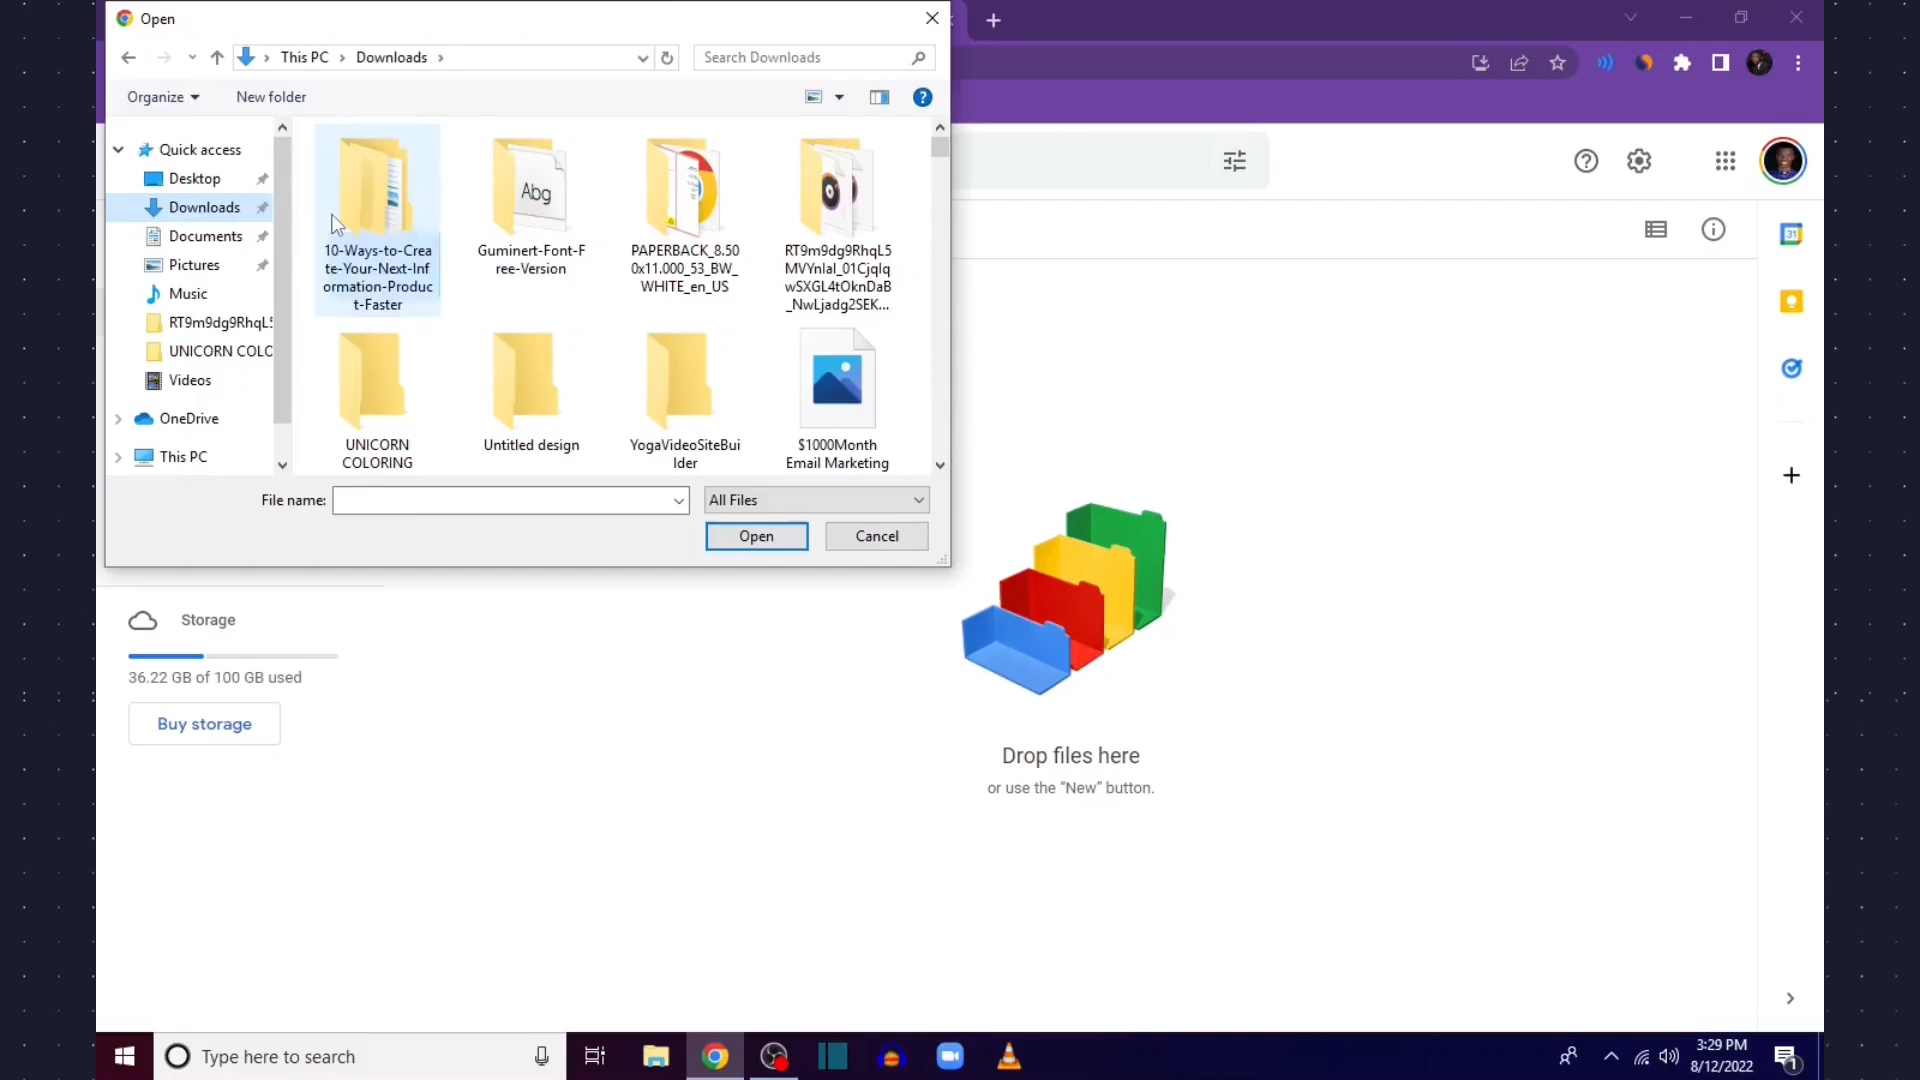 Open
This PC
Downloads
Search Downloads
Organize
New folder
Quick access
Desktop
Downloads
Documents
Pictures
Music
RT9m9dg9RhqL5
UNICORN COLO
Videos
OneDrive
This PC
10-Ways-to-Crea
te-Your-Next-Inf
ormation-Produc
t-Faster
Abg
Guminert-Font-F
ree-Version
PAPERBACK_8.50
0x11.000_53_BW_
WHITE_en_US
RT9m9dg9RhqL5
MVYnlal_01Cjqlq
wSXGL4tOknDaB
_NwLjadg2SEK...
UNICORN
COLORING
Untitled design
YogaVideoSiteBui
lder
$1000Month
Email Marketing
File name:
All Files
Open
Cancel
31
Storage
36.22 GB of 100 GB used
Buy storage
Drop files here
or use the “New” button.
Type here to search
3:29 PM
8/12/2022
1